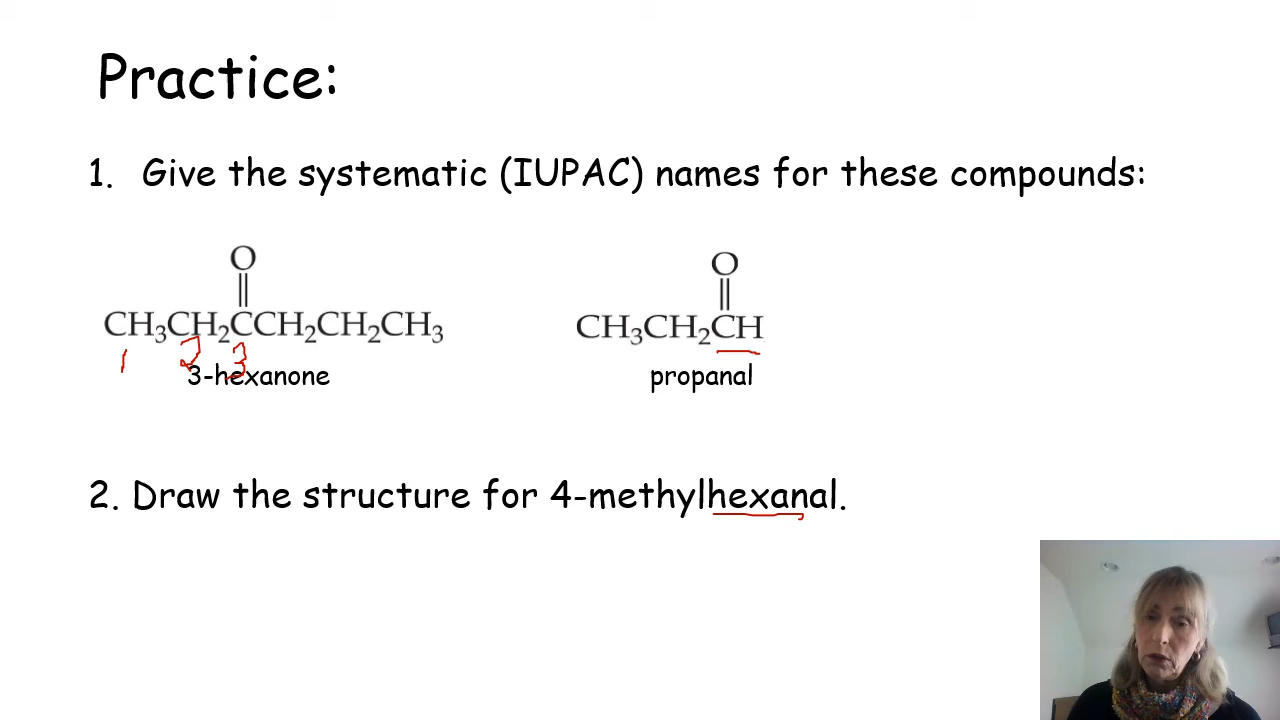 Practice:
1. Give the systematic (IUPAC) names for these compounds:
O O
CH₃CH₂CCH₂CH₂CH₃ CH₃CH₂CH
1 2 3
3-hexanone propanal
2. Draw the structure for 4-methylhexanal.